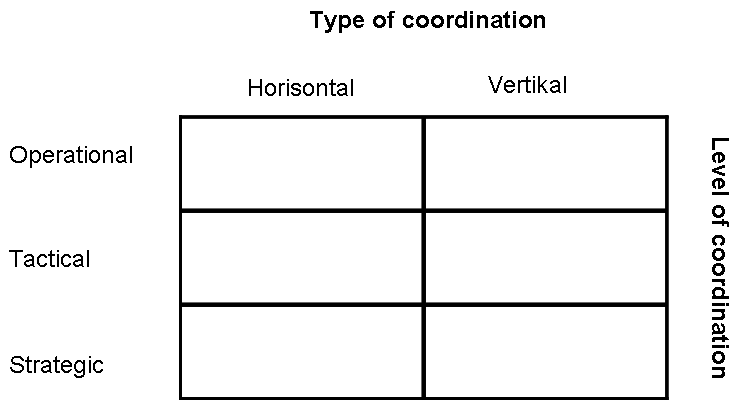 Type of coordination
Horisontal
Vertikal
Operational
Tactical
Strategic
Level of coordination